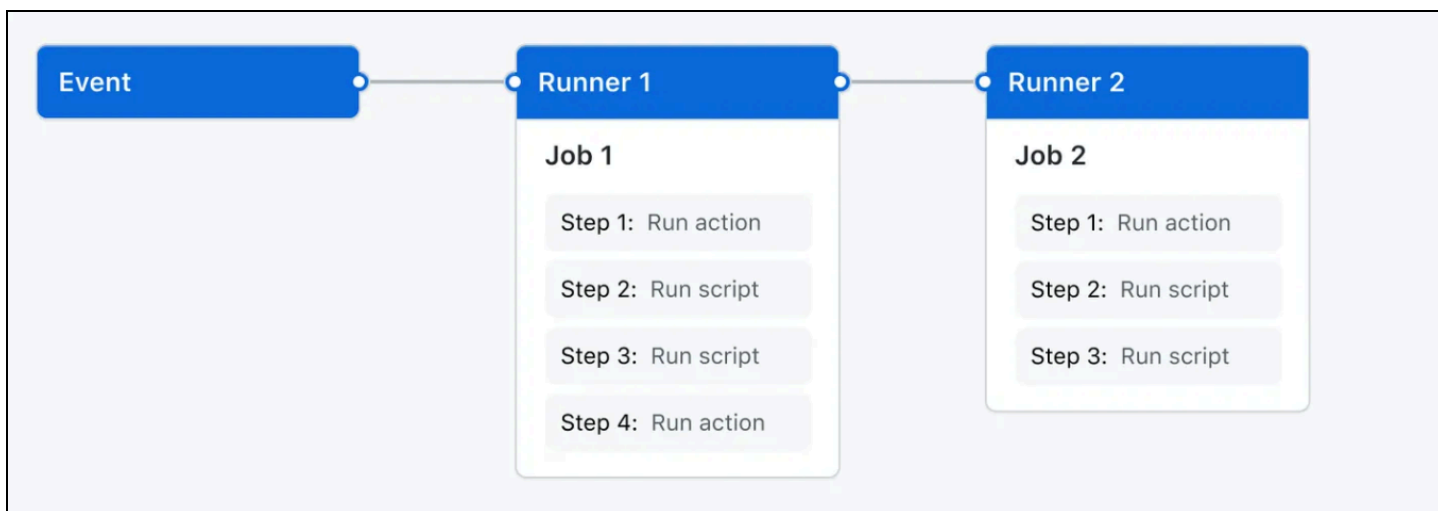 Event
Runner 1
Job 1
Step 1: Run action
Step 2: Run script
Step 3: Run script
Step 4: Run action
Runner 2
Job 2
Step 1: Run action
Step 2: Run script
Step 3: Run script